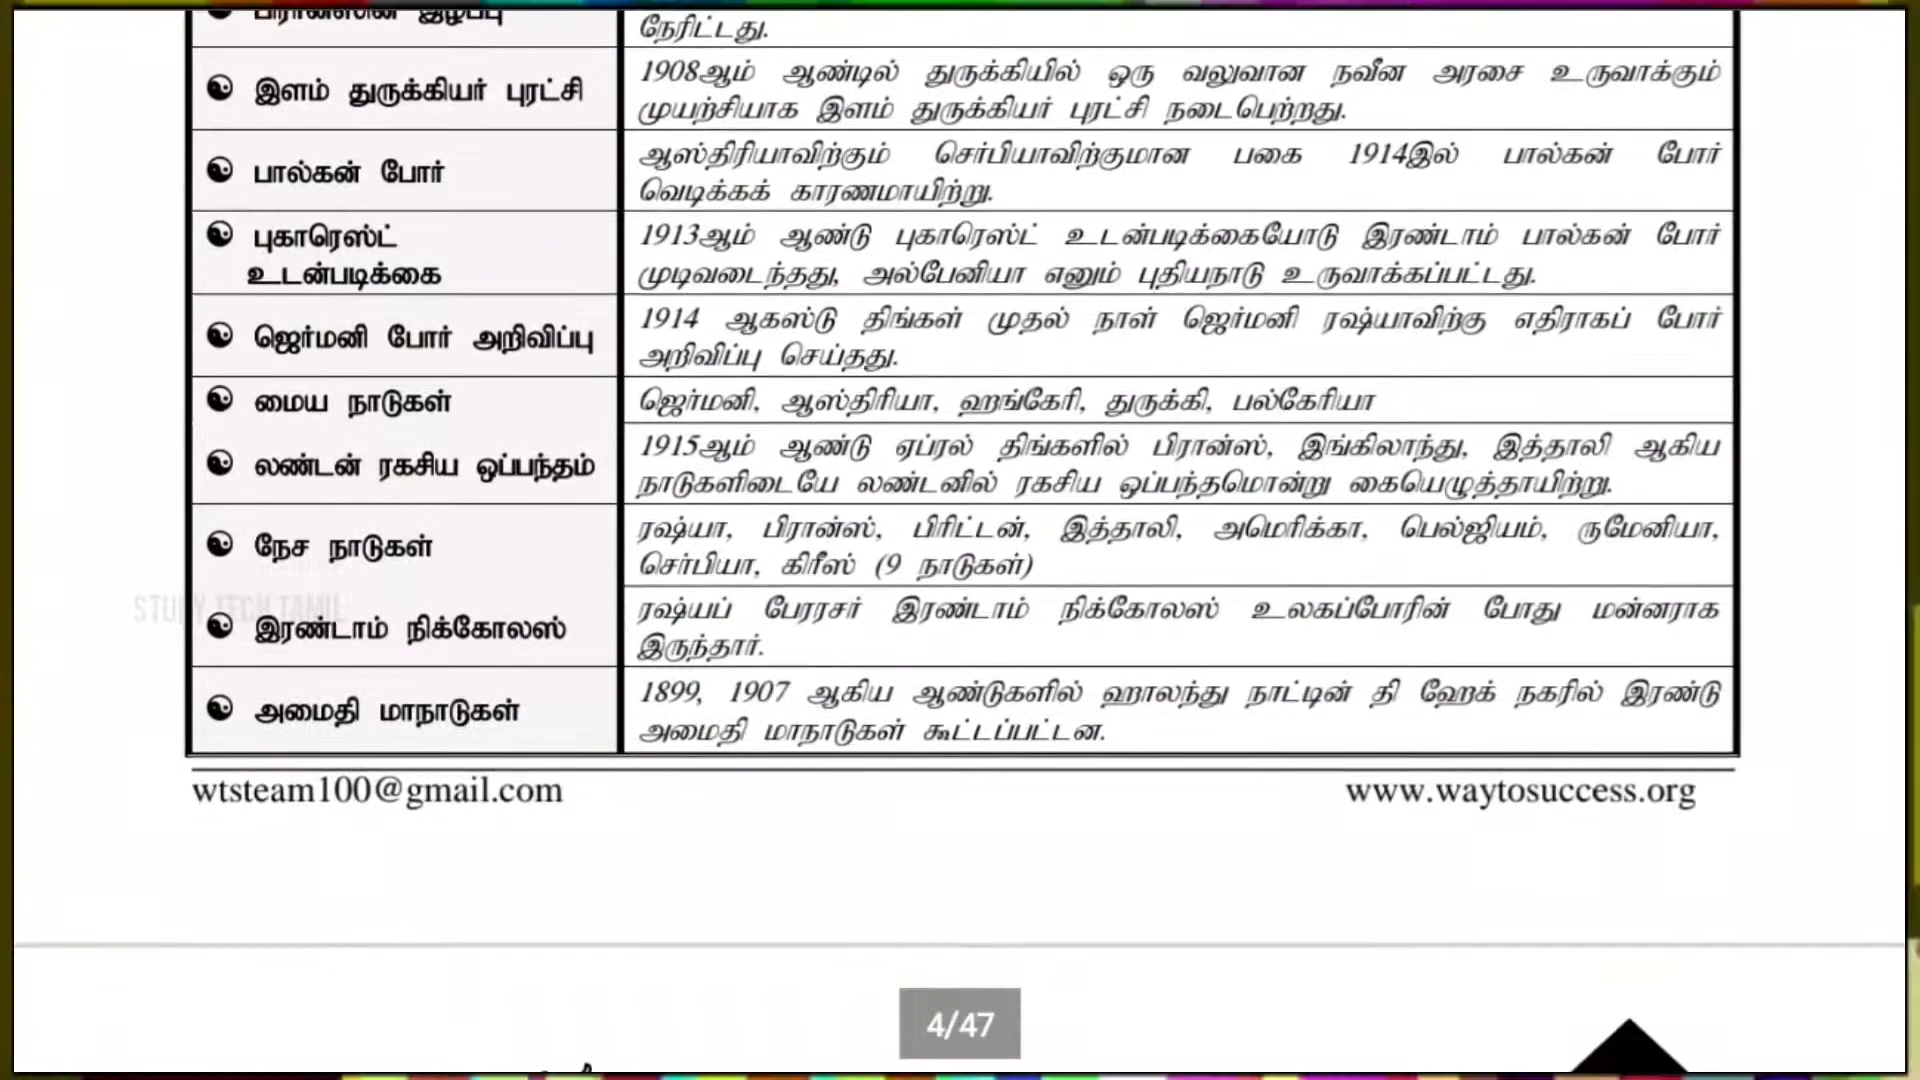 பிரான்ஸின் இழப்பு
நேரிட்டது.
இளம் துருக்கியர் புரட்சி
1908ஆம் ஆண்டில் துருக்கியில் ஒரு வலுவான நவீன அரசை உருவாக்கும்
முயற்சியாக இளம் துருக்கியர் புரட்சி நடைபெற்றது.
பால்கன் போர்
ஆஸ்திரியாவிற்கும் செர்பியாவிற்குமான பகை 1914இல் பால்கன் போர்
வெடிக்கக் காரணமாயிற்று.
புகாரெஸ்ட்
உடன்படிக்கை
1913ஆம் ஆண்டு புகாரெஸ்ட் உடன்படிக்கையோடு இரண்டாம் பால்கன் போர்
முடிவடைந்தது, அல்பேனியா எனும் புதியநாடு உருவாக்கப்பட்டது.
ஜெர்மனி போர் அறிவிப்பு
1914 ஆகஸ்டு திங்கள் முதல் நாள் ஜெர்மனி ரஷ்யாவிற்கு எதிராகப் போர்
அறிவிப்பு செய்தது.
மைய நாடுகள்
ஜெர்மனி, ஆஸ்திரியா, ஹங்கேரி, துருக்கி, பல்கேரியா
லண்டன் ரகசிய ஒப்பந்தம்
1915ஆம் ஆண்டு ஏப்ரல் திங்களில் பிரான்ஸ், இங்கிலாந்து, இத்தாலி ஆகிய
நாடுகளிடையே லண்டனில் ரகசிய ஒப்பந்தமொன்று கையெழுத்தாயிற்று.
நேச நாடுகள்
ரஷ்யா, பிரான்ஸ், பிரிட்டன், இத்தாலி, அமெரிக்கா, பெல்ஜியம், ருமேனியா,
செர்பியா, கிரீஸ் (9 நாடுகள்)
STUDY TECH TAMIL
இரண்டாம் நிக்கோலஸ்
ரஷ்யப் பேரரசர் இரண்டாம் நிக்கோலஸ் உலகப்போரின் போது மன்னராக
இருந்தார்.
அமைதி மாநாடுகள்
1899, 1907 ஆகிய ஆண்டுகளில் ஹாலந்து நாட்டின் தி ஹேக் நகரில் இரண்டு
அமைதி மாநாடுகள் கூட்டப்பட்டன.
wtsteam100@gmail.com
www.waytosuccess.org
4/47